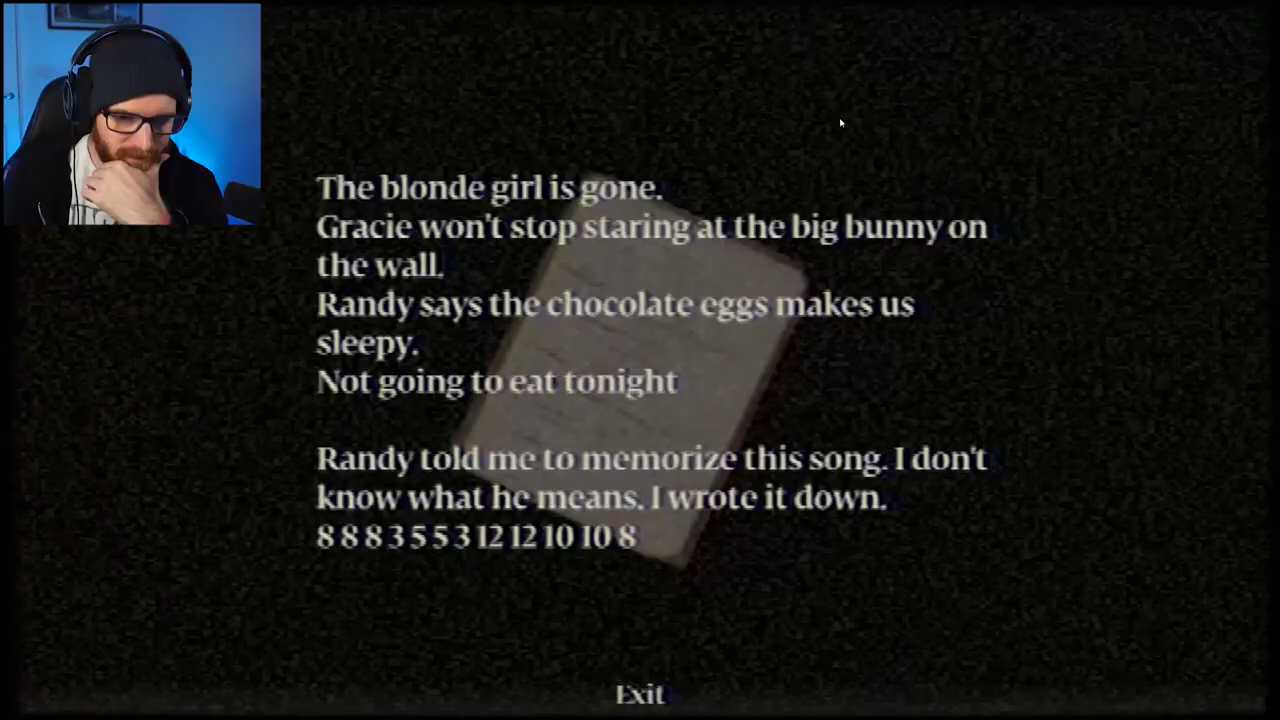 The blonde girl is gone.
Gracie won't stop staring at the big bunny on
the wall.
Randy says the chocolate eggs makes us
sleepy.
Not going to eat tonight
Randy told me to memorize this song. I don't
know what he means. I wrote it down.
8 8 8 3 5 5 3 12 12 10 10 8
Exit